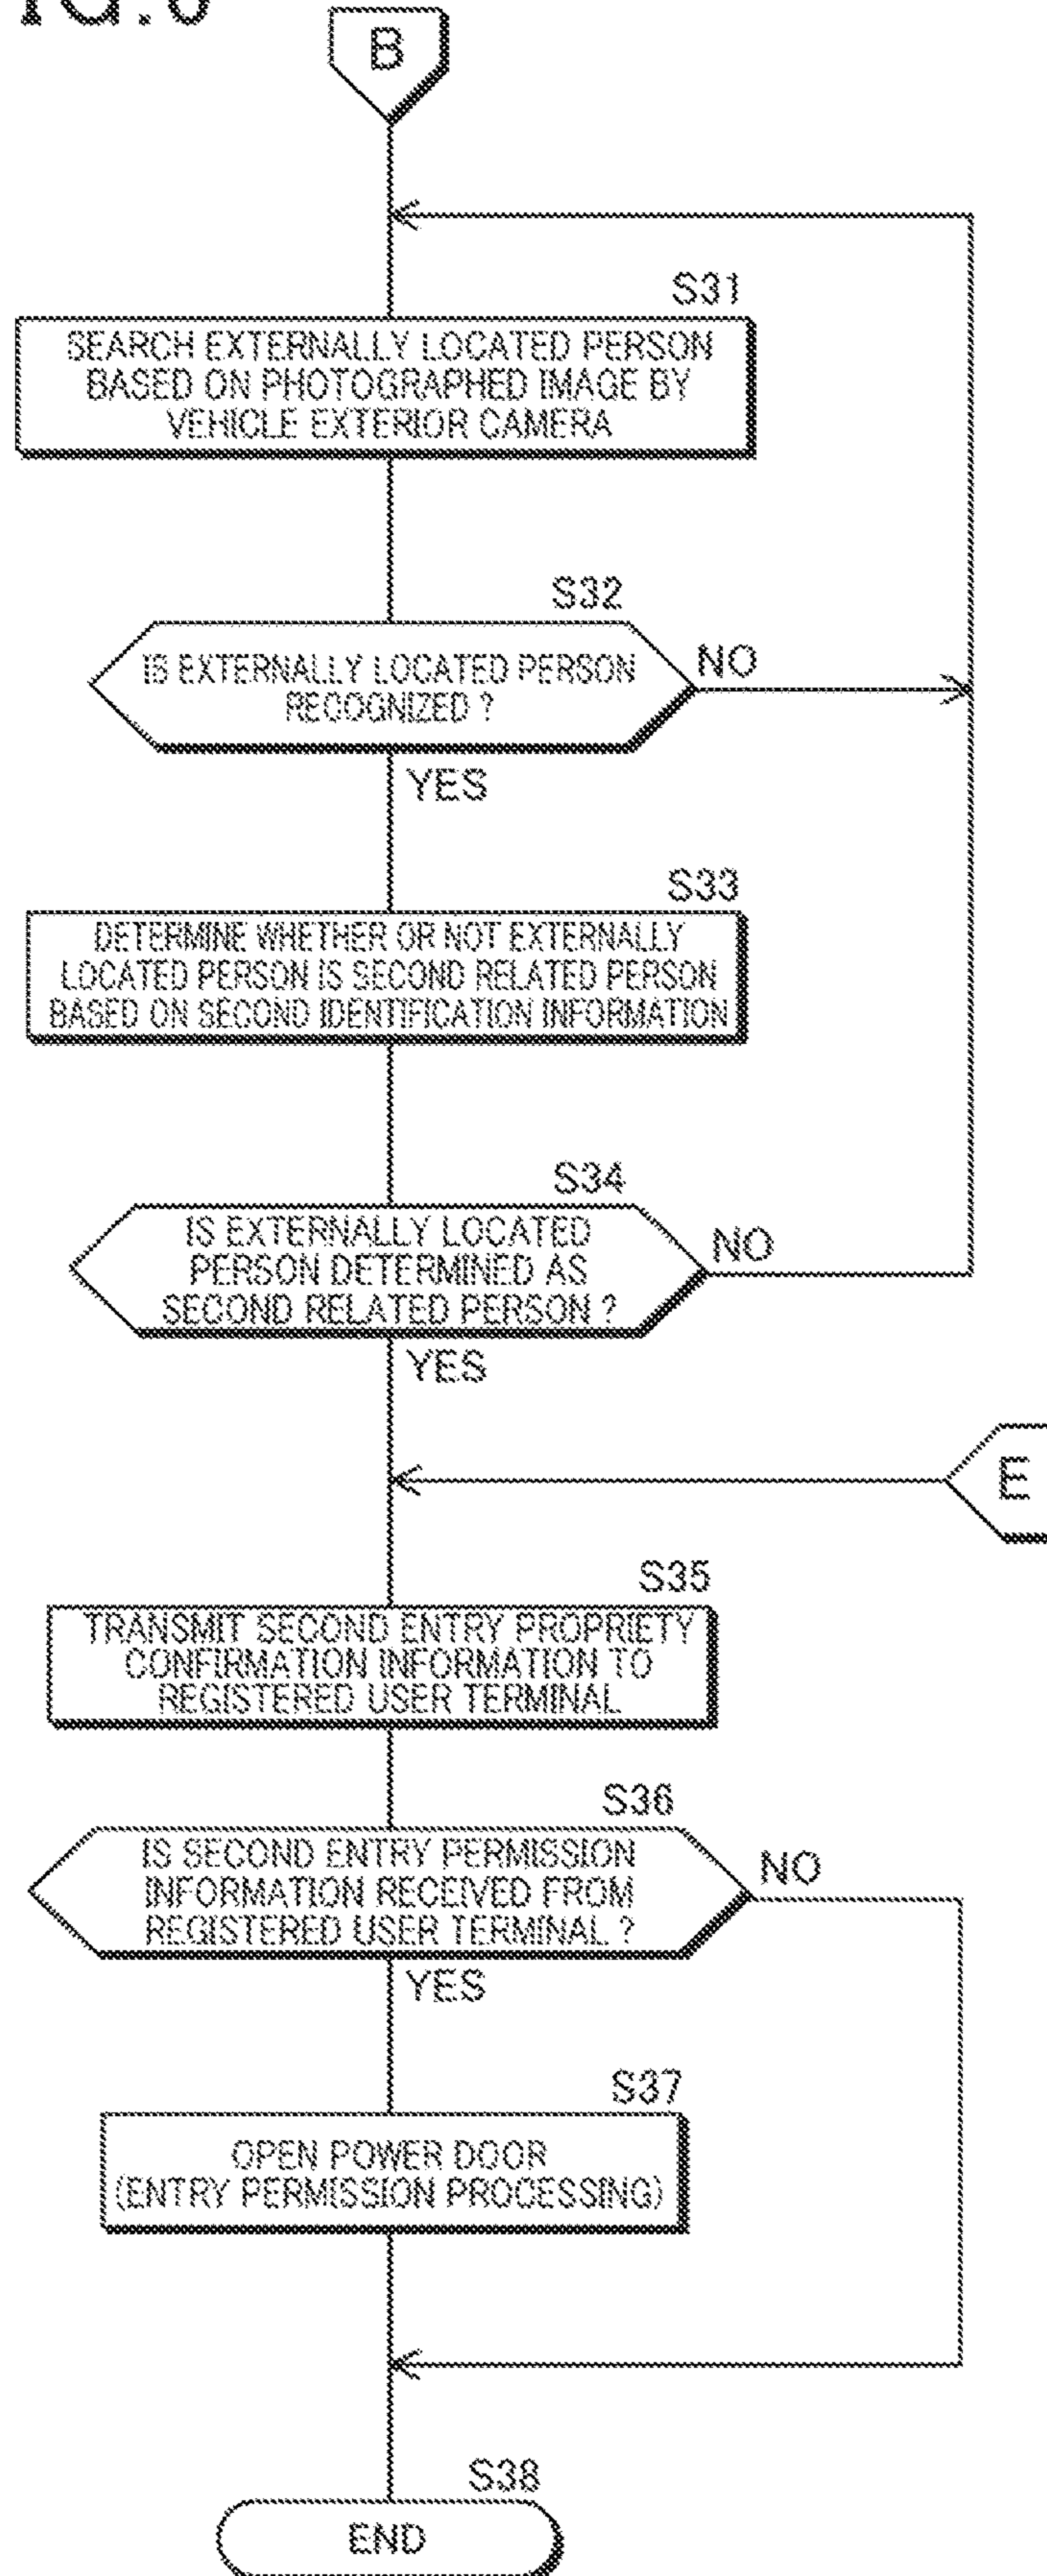 B
S31
SEARCH EXTERNALLY LOCATED PERSON
BASED ON PHOTOGRAPHED IMAGE BY
VEHICLE EXTERIOR CAMERA
S32
IS EXTERNALLY LOCATED PERSON
RECOGNIZED ?
NO
YES
S33
DETERMINE WHETHER OR NOT EXTERNALLY
LOCATED PERSON IS SECOND RELATED PERSON
BASED ON SECOND IDENTIFICATION INFORMATION
S34
IS EXTERNALLY LOCATED
PERSON DETERMINED AS
SECOND RELATED PERSON ?
NO
YES
E
S35
TRANSMIT SECOND ENTRY PROPRIETY
CONFIRMATION INFORMATION TO
REGISTERED USER TERMINAL
S36
IS SECOND ENTRY PERMISSION
INFORMATION RECEIVED FROM
REGISTERED USER TERMINAL ?
NO
YES
S37
OPEN POWER DOOR
(ENTRY PERMISSION PROCESSING)
S38
END